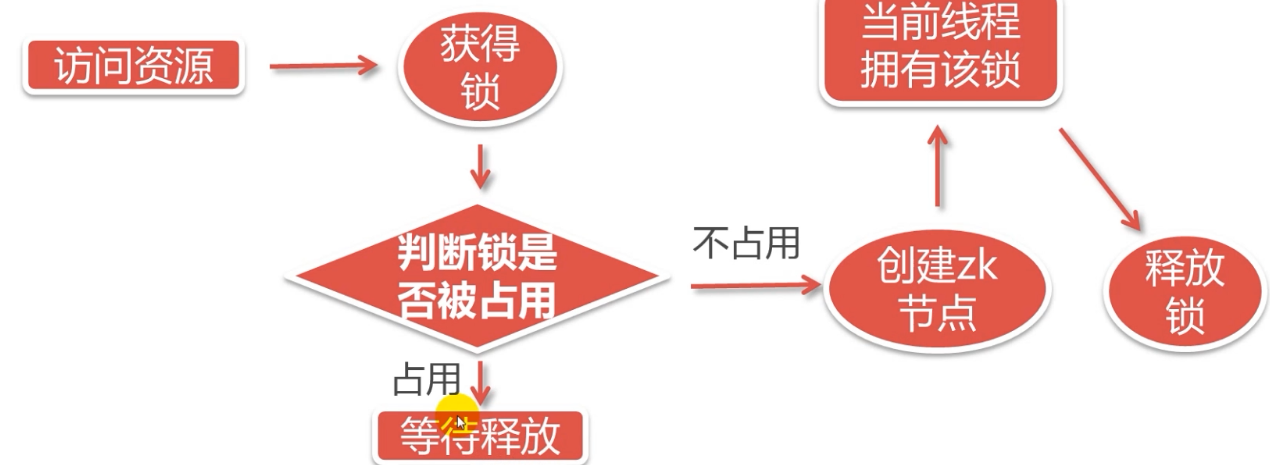 访问资源
获得
锁
判断锁是
否被占用
占用
等待释放
不占用
创建zk
节点
当前线程
拥有该锁
释放
锁